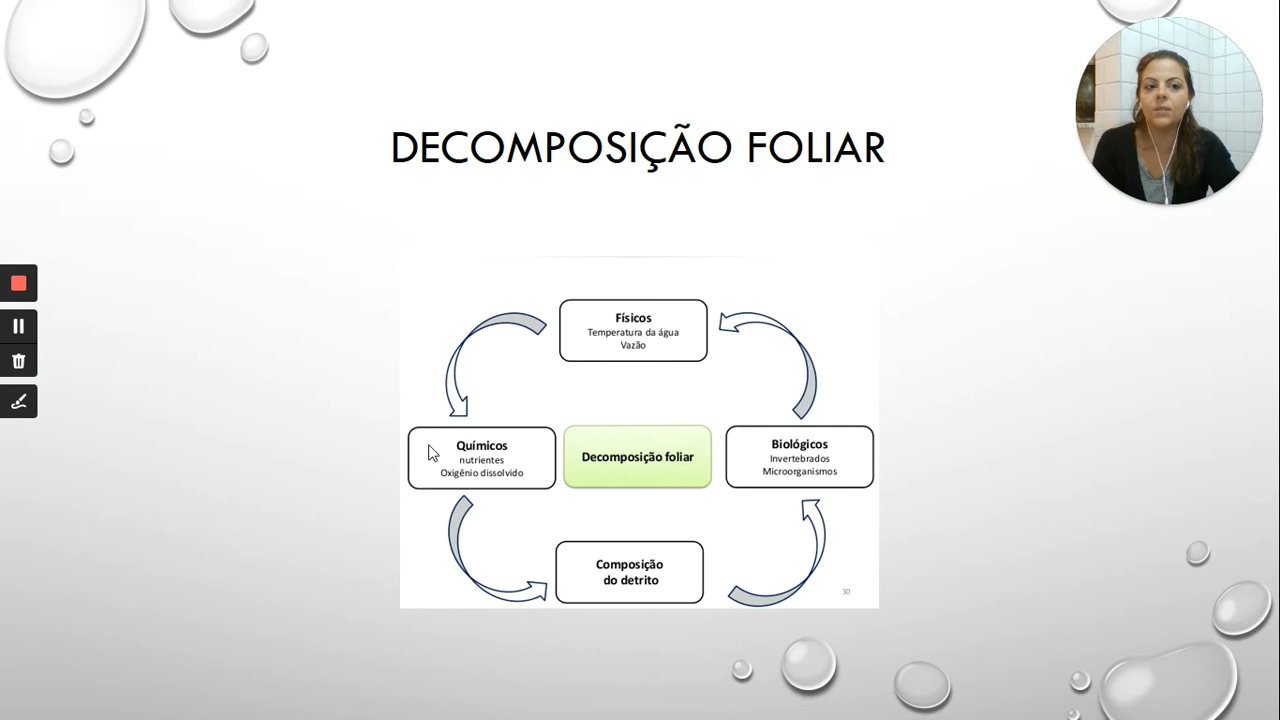 DECOMPOSIÇÃO FOLIAR
Físicos
Temperatura da água
Vazão
Químicos
nutrientes
Oxigênio dissolvido
Decomposição foliar
Biológicos
Invertebrados
Microorganismos
Composição
do detrito
30